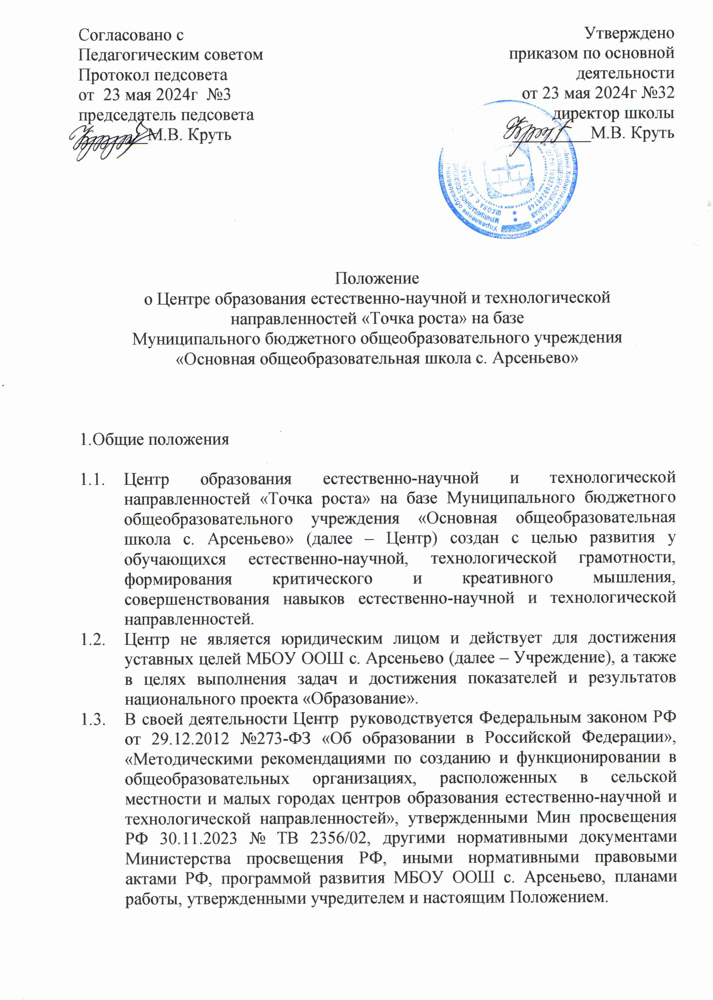 Согласовано с
Педагогическим советом
Протокол педсовета
от 23 мая 2024г №3
председатель педсовета
М.В. Круть
Утверждено
приказом по основной
деятельности
от 23 мая 2024г №32
директор школы
М.В. Круть
Положение
о Центре образования естественно-научной и технологической
направленностей «Точка роста» на базе
Муниципального бюджетного общеобразовательного учреждения
«Основная общеобразовательная школа с. Арсеньево»
1.Общие положения
1.1. Центр образования естественно-научной и технологической
направленностей «Точка роста» на базе Муниципального бюджетного
общеобразовательного учреждения «Основная общеобразовательная
школа с. Арсеньево» (далее – Центр) создан с целью развития у
обучающихся естественно-научной, технологической грамотности,
формирования критического и креативного мышления,
совершенствования навыков естественно-научной и технологической
направленностей.
1.2. Центр не является юридическим лицом и действует для достижения
уставных целей МБОУ ООШ с. Арсеньево (далее – Учреждение), а также
в целях выполнения задач и достижения показателей и результатов
национального проекта «Образование».
1.3. В своей деятельности Центр руководствуется Федеральным законом РФ
от 29.12.2012 №273-ФЗ «Об образовании в Российской Федерации»,
«Методическими рекомендациями по созданию и функционировании в
общеобразовательных организациях, расположенных в сельской
местности и малых городах центров образования естественно-научной и
технологической направленностей», утвержденными Мин просвещения
РФ 30.11.2023 № ТВ 2356/02, другими нормативными документами
Министерства просвещения РФ, иными нормативными правовыми
актами РФ, программой развития МБОУ ООШ с. Арсеньево, планами
работы, утвержденными учредителем и настоящим Положением.